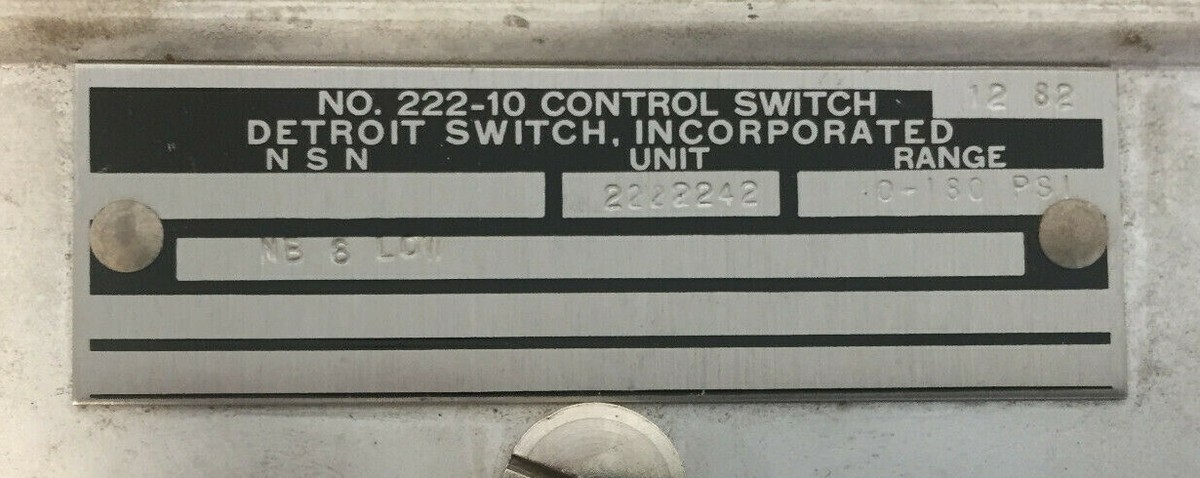 12 82
NO. 222-10 CONTROL SWITCH
DETROIT SWITCH, INCORPORATED
NSN UNIT RANGE
2222242 0-180 PSI
NB & LOW